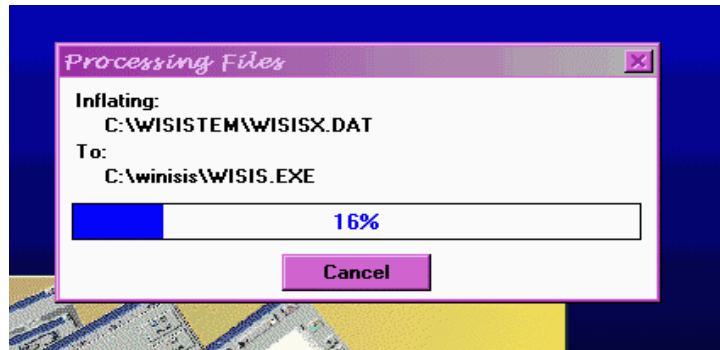 Processing Files
Inflating:
C:\WISISTEM\WISISX.DAT
To:
C:\winisis\WISIS.EXE
16%
Cancel